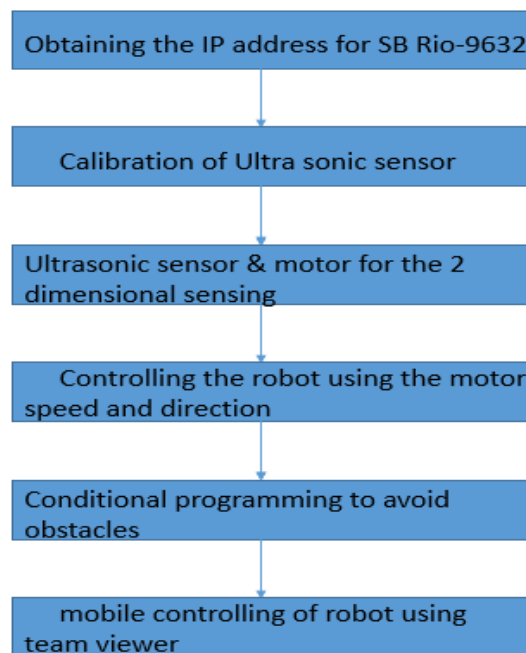 Obtaining the IP address for SB Rio-9632
Calibration of Ultra sonic sensor
Ultrasonic sensor & motor for the 2
dimensional sensing
Controlling the robot using the motor
speed and direction
Conditional programming to avoid
obstacles
mobile controlling of robot using
team viewer